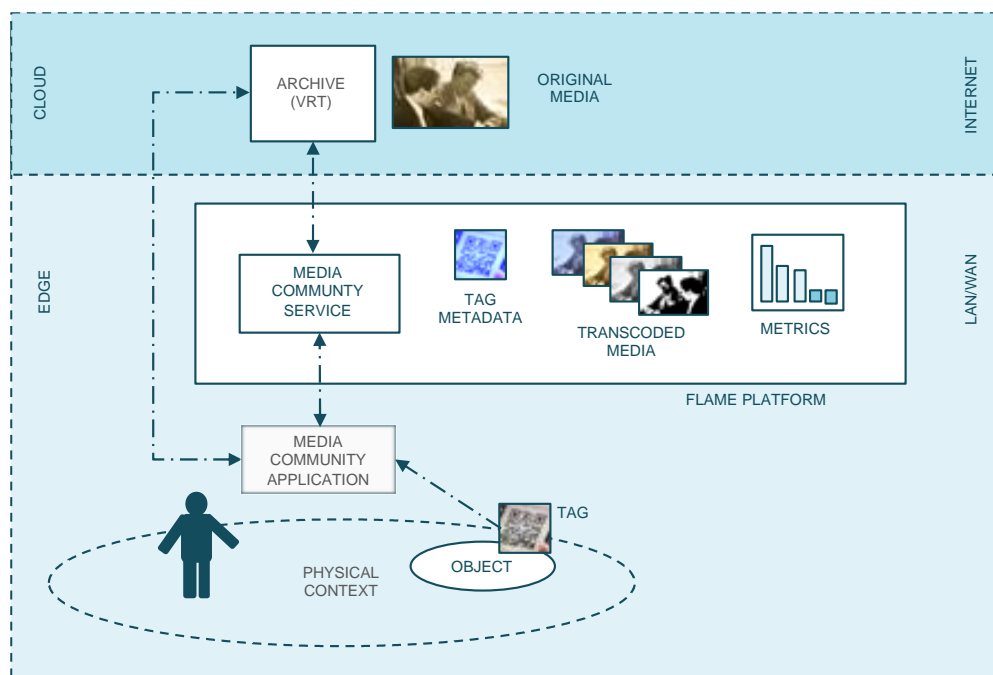 CLOUD
ARCHIVE
(VRT)
ORIGINAL
MEDIA
INTERNET
EDGE
MEDIA
COMMUNTY
SERVICE
TAG
METADATA
TRANSCODED
MEDIA
METRICS
LAN/WAN
FLAME PLATFORM
MEDIA
COMMUNITY
APPLICATION
TAG
OBJECT
PHYSICAL
CONTEXT